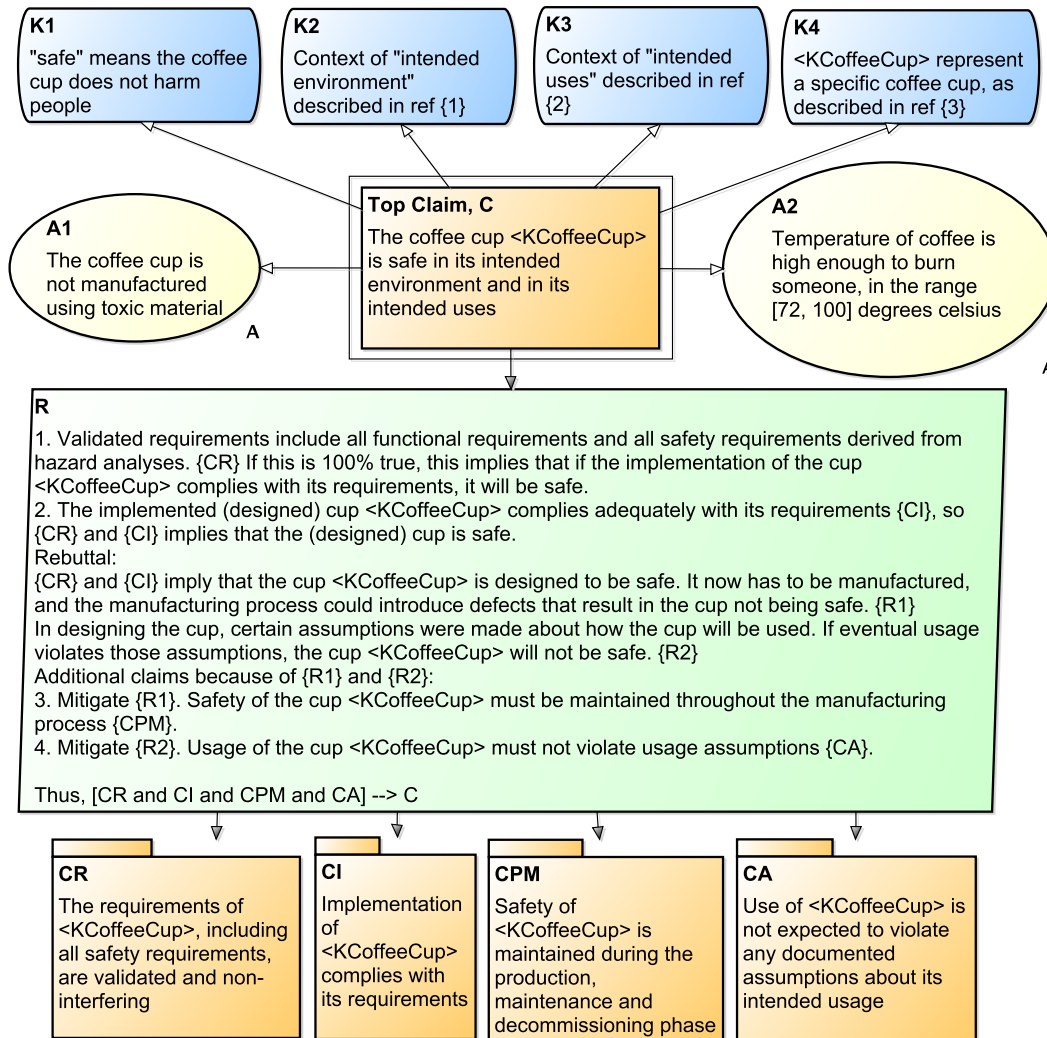 K1
"safe" means the coffee
cup does not harm
people
K2
Context of "intended
environment"
described in ref {1}
K3
Context of "intended
uses" described in ref
{2}
K4
<KCoffeeCup> represent
a specific coffee cup, as
described in ref {3}
A1
The coffee cup is
not manufactured
using toxic material
A
Top Claim, C
The coffee cup <KCoffeeCup>
is safe in its intended
environment and in its
intended uses
A2
Temperature of coffee is
high enough to burn
someone, in the range
[72, 100] degrees celsius
R
1. Validated requirements include all functional requirements and all safety requirements derived from
hazard analyses. {CR} If this is 100% true, this implies that if the implementation of the cup
<KCoffeeCup> complies with its requirements, it will be safe.
2. The implemented (designed) cup <KCoffeeCup> complies adequately with its requirements {CI}, so
{CR} and {CI} implies that the (designed) cup is safe.
Rebuttal:
{CR} and {CI} imply that the cup <KCoffeeCup> is designed to be safe. It now has to be manufactured,
and the manufacturing process could introduce defects that result in the cup not being safe. {R1}
In designing the cup, certain assumptions were made about how the cup will be used. If eventual usage
violates those assumptions, the cup <KCoffeeCup> will not be safe. {R2}
Additional claims because of {R1} and {R2}:
3. Mitigate {R1}. Safety of the cup <KCoffeeCup> must be maintained throughout the manufacturing
process {CPM}.
4. Mitigate {R2}. Usage of the cup <KCoffeeCup> must not violate usage assumptions {CA}.
Thus, [CR and CI and CPM and CA] --> C
CR
The requirements of
<KCoffeeCup>, including
all safety requirements,
are validated and non-
interfering
CI
Implementation
of
<KCoffeeCup>
complies with
its requirements
CPM
Safety of
<KCoffeeCup> is
maintained during the
production,
maintenance and
decommissioning phase
CA
Use of <KCoffeeCup> is
not expected to violate
any documented
assumptions about its
intended usage